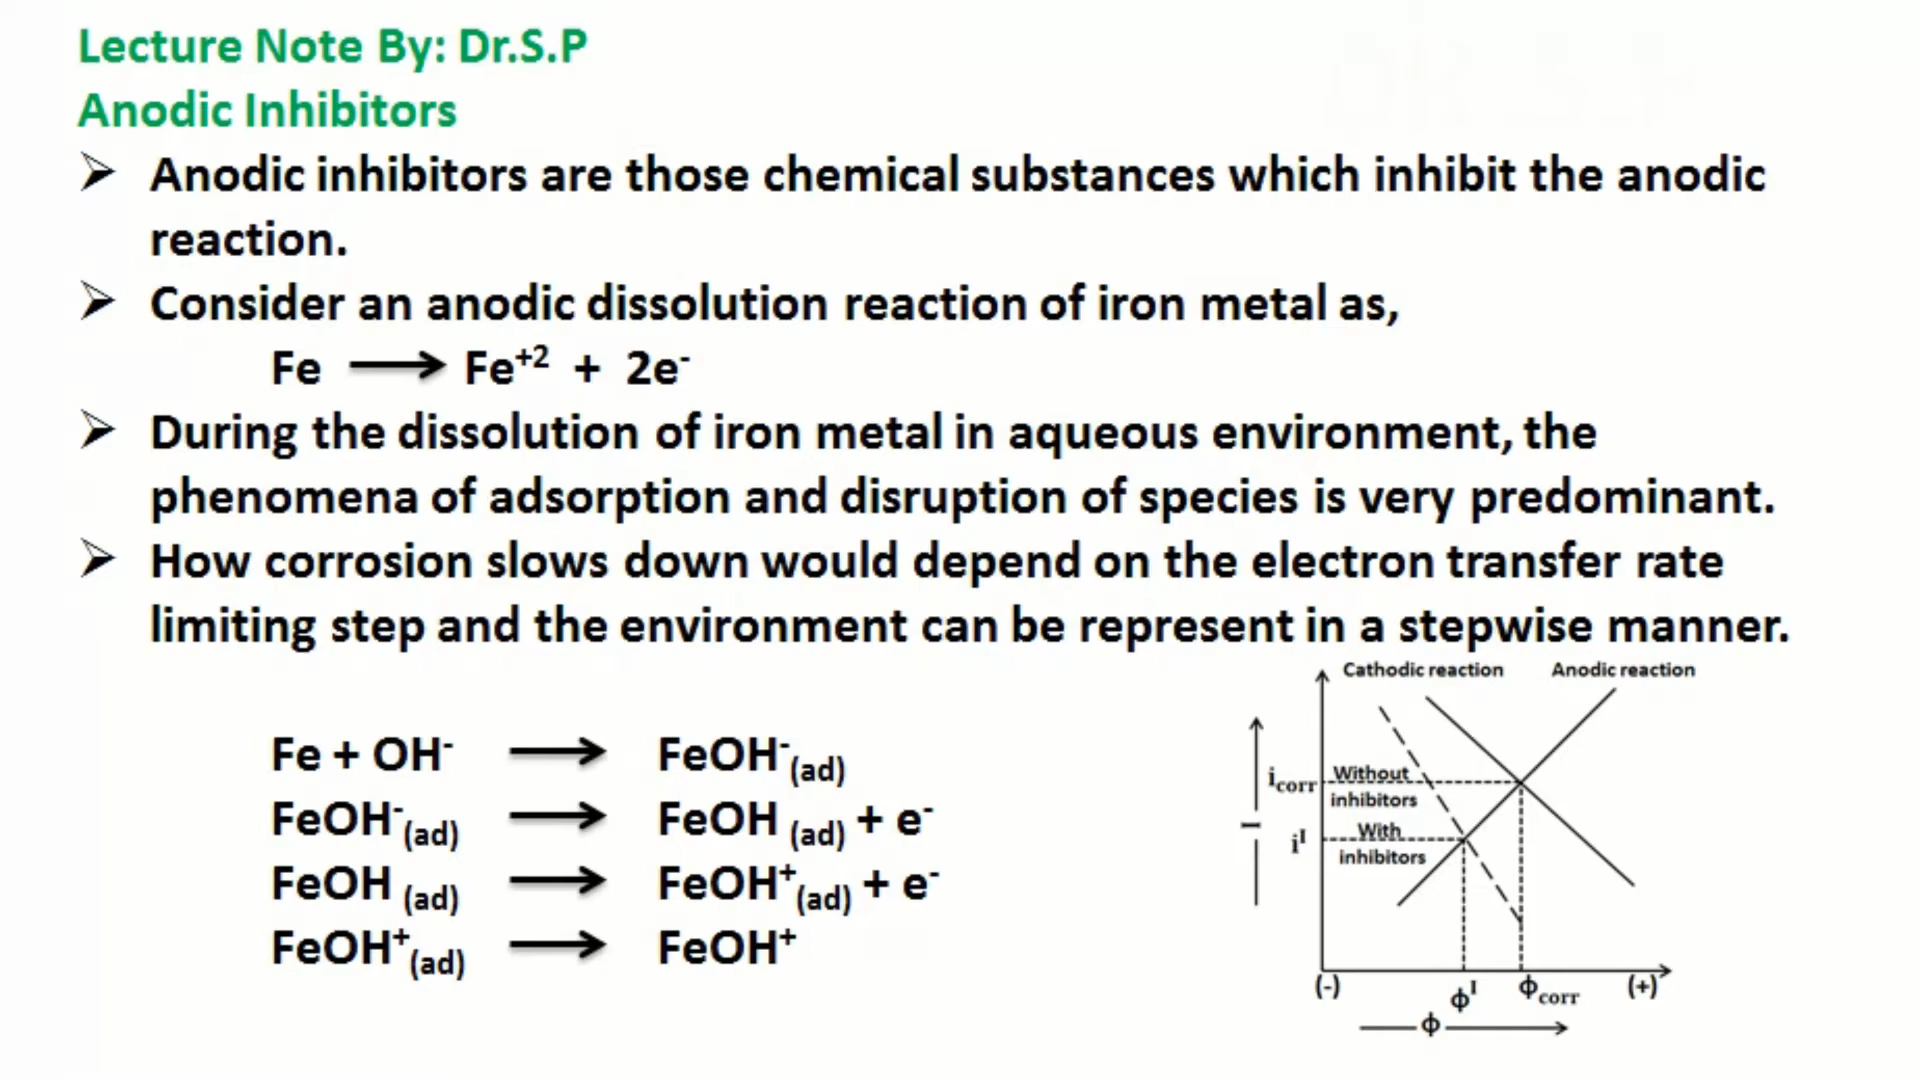 Lecture Note By: Dr.S.P
Anodic Inhibitors
Anodic inhibitors are those chemical substances which inhibit the anodic
reaction.
Consider an anodic dissolution reaction of iron metal as,
Fe ⟶ Fe⁺² + 2e⁻
During the dissolution of iron metal in aqueous environment, the
phenomena of adsorption and disruption of species is very predominant.
How corrosion slows down would depend on the electron transfer rate
limiting step and the environment can be represent in a stepwise manner.
Fe + OH⁻ ⟶ FeOH⁻(ad)
FeOH⁻(ad) ⟶ FeOH (ad) + e⁻
FeOH (ad) ⟶ FeOH⁺(ad) + e⁻
FeOH⁺(ad) ⟶ FeOH⁺
Cathodic reaction Anodic reaction
Without
icorr
inhibitors
With
iᴵ
inhibitors
I
(-) ϕᴵ ϕcorr (+)
ϕ